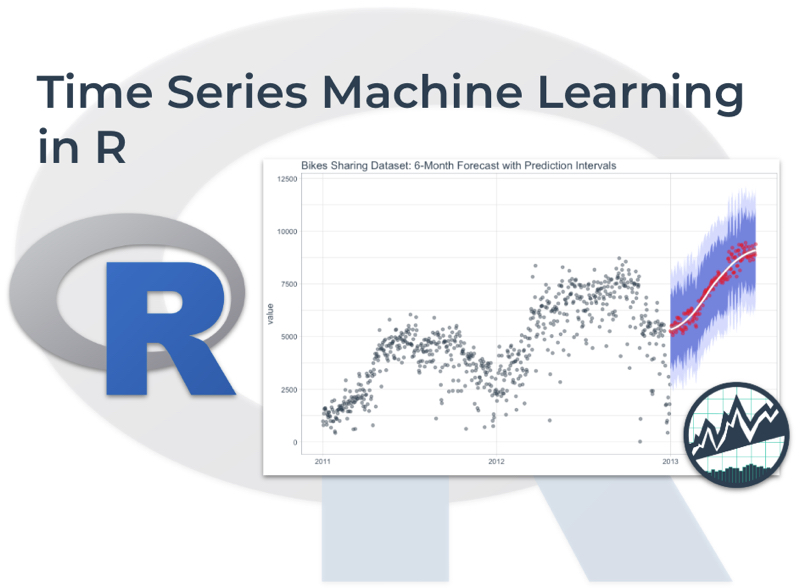 Time Series Machine Learning
in R
Bikes Sharing Dataset: 6-Month Forecast with Prediction Intervals
12500
10000
7500
value
5000
2500
0
2011
2012
2013
R